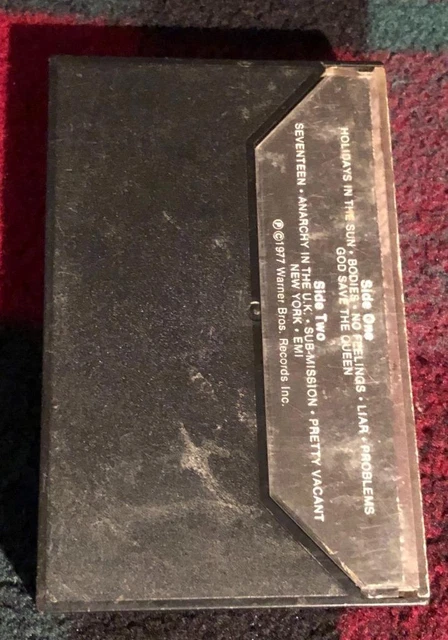 Side One
HOLIDAYS IN THE SUN • BODIES • NO FEELINGS • LIAR • PROBLEMS
GOD SAVE THE QUEEN
Side Two
SEVENTEEN • ANARCHY IN THE U.K. • SUB-MISSION • PRETTY VACANT
NEW YORK • EMI
℗©1977 Warner Bros. Records Inc.